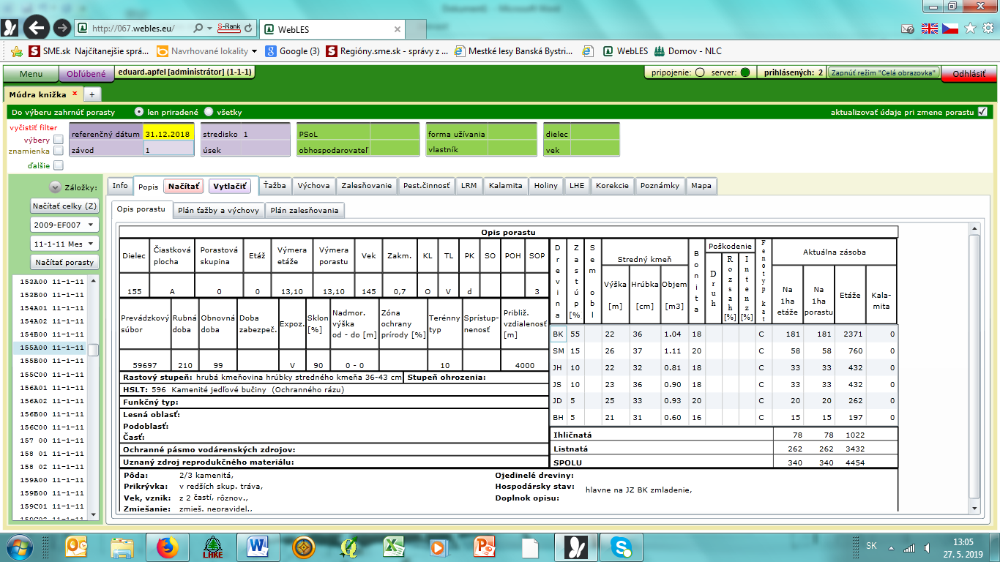 Dokument1 - Microsoft Word
http://067.webles.eu/ S-Rank WebLES
SME.sk Najčítanejšie sprá... Navrhované lokality Google (3) Regióny.sme.sk - správy z ... Mestké lesy Banská Bystri... WebLES Domov - NLC
Menu Obľúbené eduard.apfel [administrátor] (1-1-1) pripojenie: server: prihlásených: 2 Zapnúť režim "Celá obrazovka" Odhlásiť
Múdra knižka × +
Do výberu zahrnúť porasty len priradené všetky aktualizovať údaje pri zmene porastu
vyčistiť filter
výbery
znamienka
ďalšie
referenčný dátum 31.12.2018 stredisko 1 PSoL forma užívania dielec
závod 1 úsek obhospodarovateľ vlastník vek
Záložky:
Načítať celky (Z)
2009-EF007
11-1-11 Mes
Načítať porasty
153A00 11-1-11
153B00 11-1-11
154A01 11-1-11
154A02 11-1-11
154B00 11-1-11
155A00 11-1-11
155B00 11-1-11
155C00 11-1-11
156A01 11-1-11
156A02 11-1-11
156B00 11-1-11
156C00 11-1-11
157 00 11-1-11
158 01 11-1-11
158 02 11-1-11
159A00 11-1-11
159B00 11-1-11
159C01 11-1-11
159C02 11-1-11
Info Popis Načítať Vytlačiť Ťažba Výchova Zalesňovanie Pest.činnosť LRM Kalamita Holiny LHE Korekcie Poznámky Mapa
Opis porastu Plán ťažby a výchovy Plán zalesňovania
Opis porastu
Dielec Čiastková plocha Porastová skupina Etáž Výmera etáže Výmera porastu Vek Zakm. KL TL PK SO POH SOP
155 A 0 0 13,10 13,10 145 0,7 O V d 3
Prevádzkový súbor Rubná doba Obnovná doba Doba zabezpeč. Expoz. Sklon [%] Nadmor. výška od - do [m] Zóna ochrany prírody [%] Terénny typ Sprístup-nenosť Približ. vzdialenosť [m]
59697 210 99 V 90 0 - 0 10 4000
Rastový stupeň: hrubá kmeňovina hrúbky stredného kmeňa 36-43 cm Stupeň ohrozenia:
HSLT: 596 Kamenité jedľové bučiny (Ochranného rázu)
Funkčný typ:
Lesná oblasť:
Podoblasť:
Časť:
Ochranné pásmo vodárenských zdrojov:
Uznaný zdroj reprodukčného materiálu:
Drevina Zastúp [%] Sem obl Stredný kmeň Bonita Poškodenie Fenotyp kat Aktuálna zásoba
Výška [m] Hrúbka [cm] Objem [m3] Druh Rozsah [%] Intenz [%] Na 1ha etáže Na 1ha porastu Etáže Kala-mita
BK 55 22 36 1.04 18 C 181 181 2371 0
SM 15 26 37 1.11 20 C 58 58 760 0
JH 10 22 32 0.81 18 C 33 33 432 0
JS 10 23 36 0.90 18 C 33 33 432 0
JD 5 25 33 0.93 20 C 20 20 262 0
BH 5 21 31 0.60 16 C 15 15 197 0
Ihličnatá 78 78 1022
Listnatá 262 262 3432
SPOLU 340 340 4454
Pôda: 2/3 kamenitá,
Prikrývka: v redších skup. tráva,
Vek, vznik: z 2 častí, rôznov.,
Zmiešanie: zmieš. nepravidel.,
Ojedinelé dreviny:
Hospodársky stav: hlavne na JZ BK zmladenie,
Doplnok opisu:
LAKE SK 13:05
27. 5. 2019